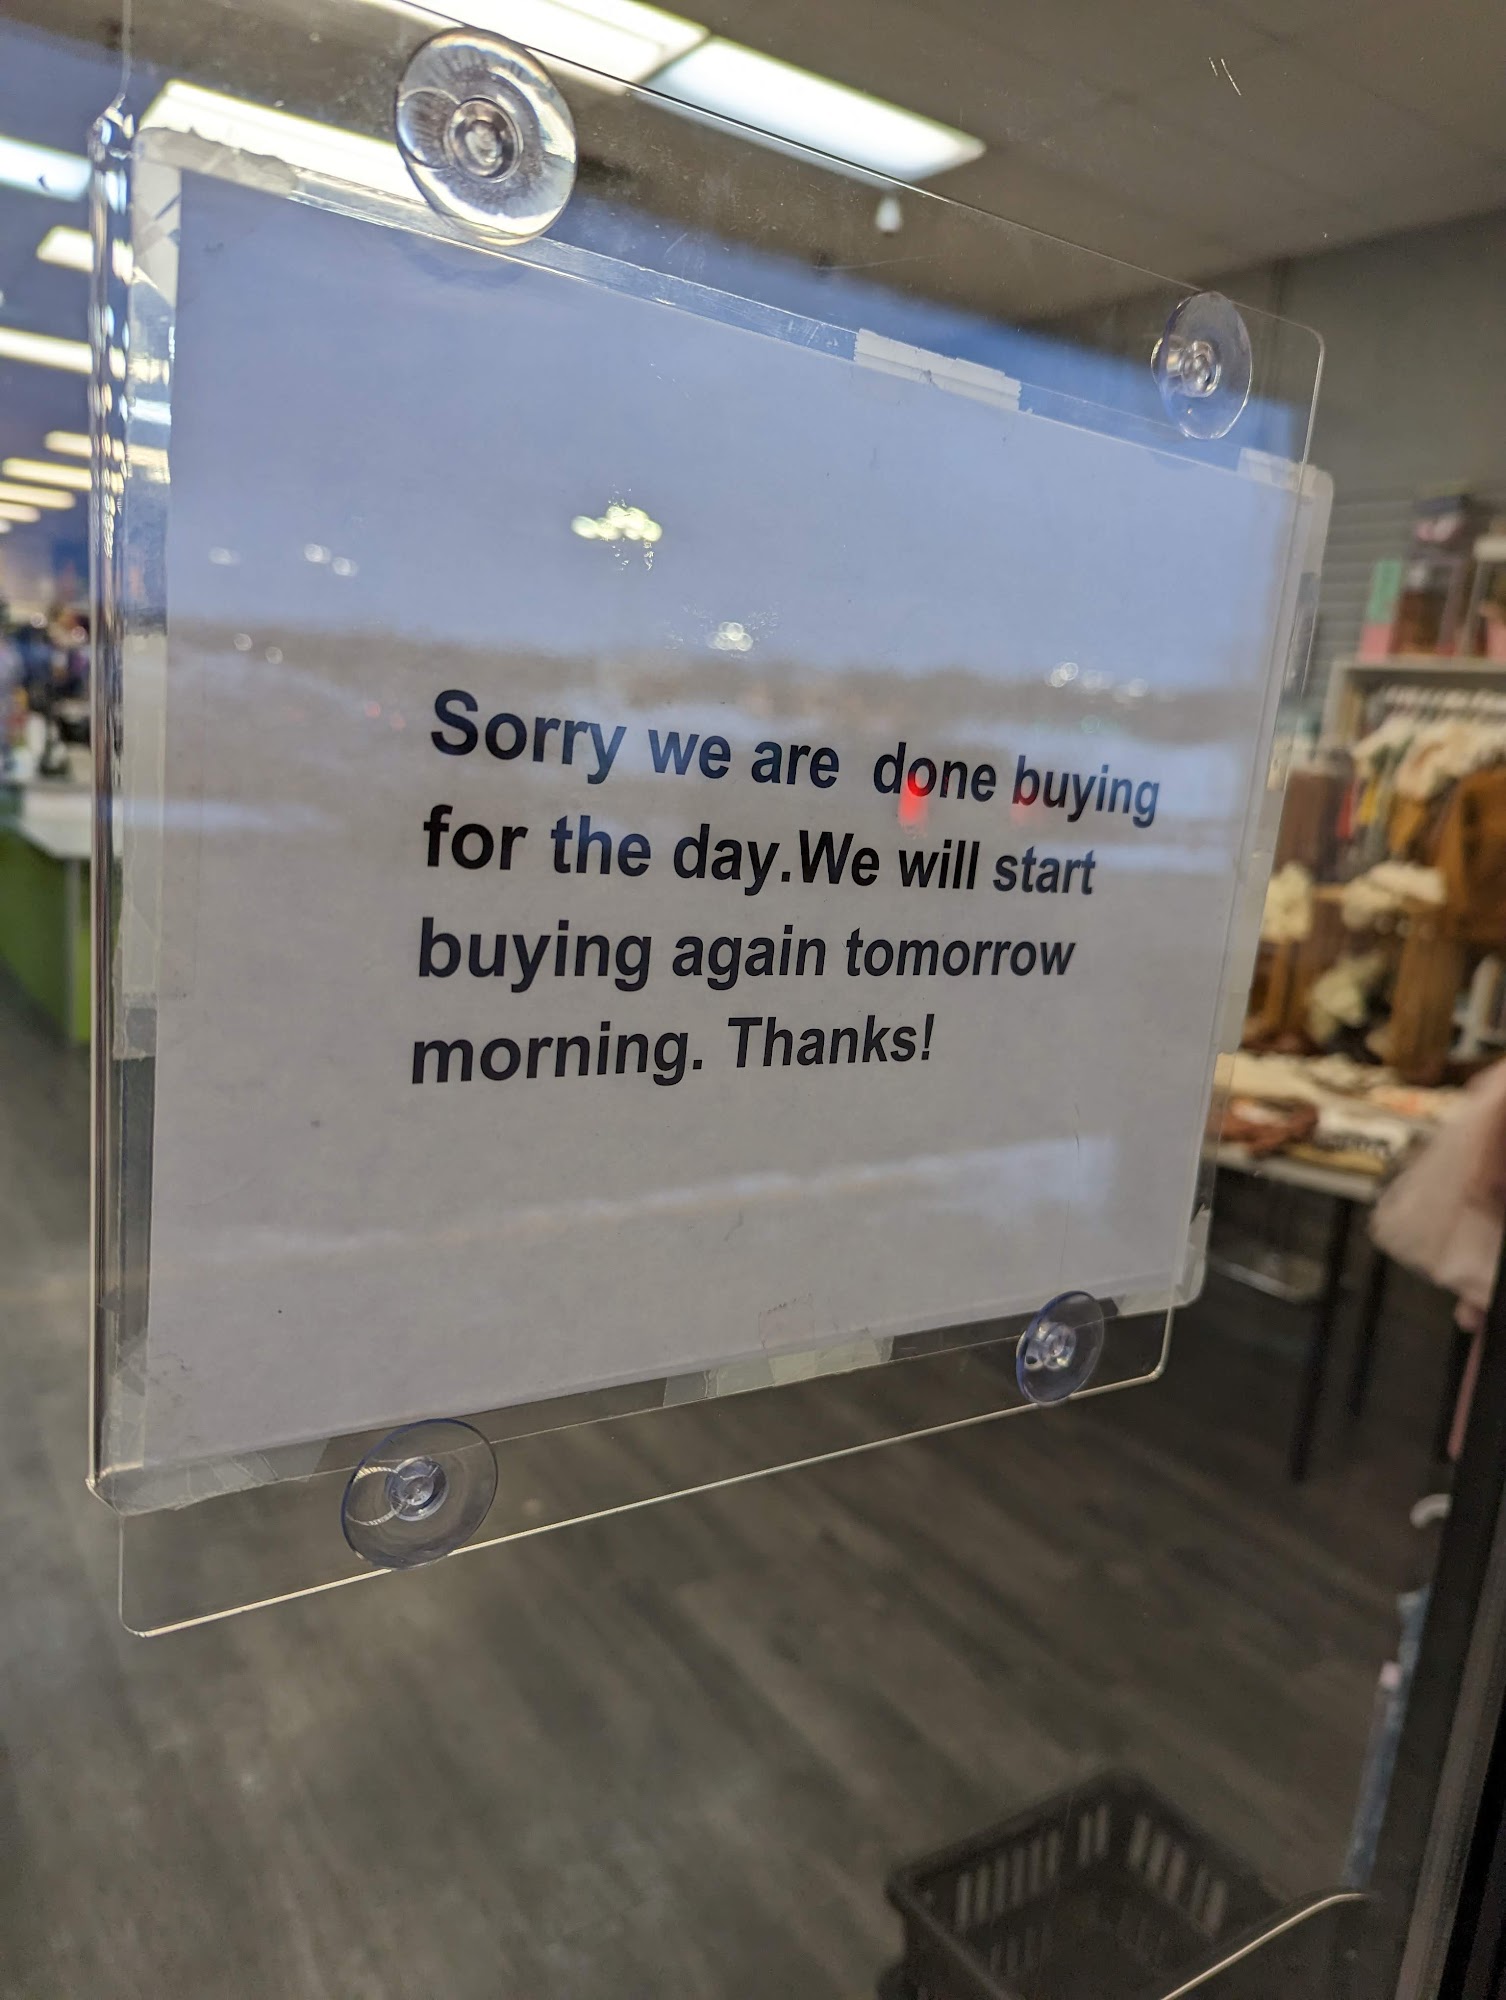 Sorry we are  done buying
for the day.We will start
buying again tomorrow
morning. Thanks!